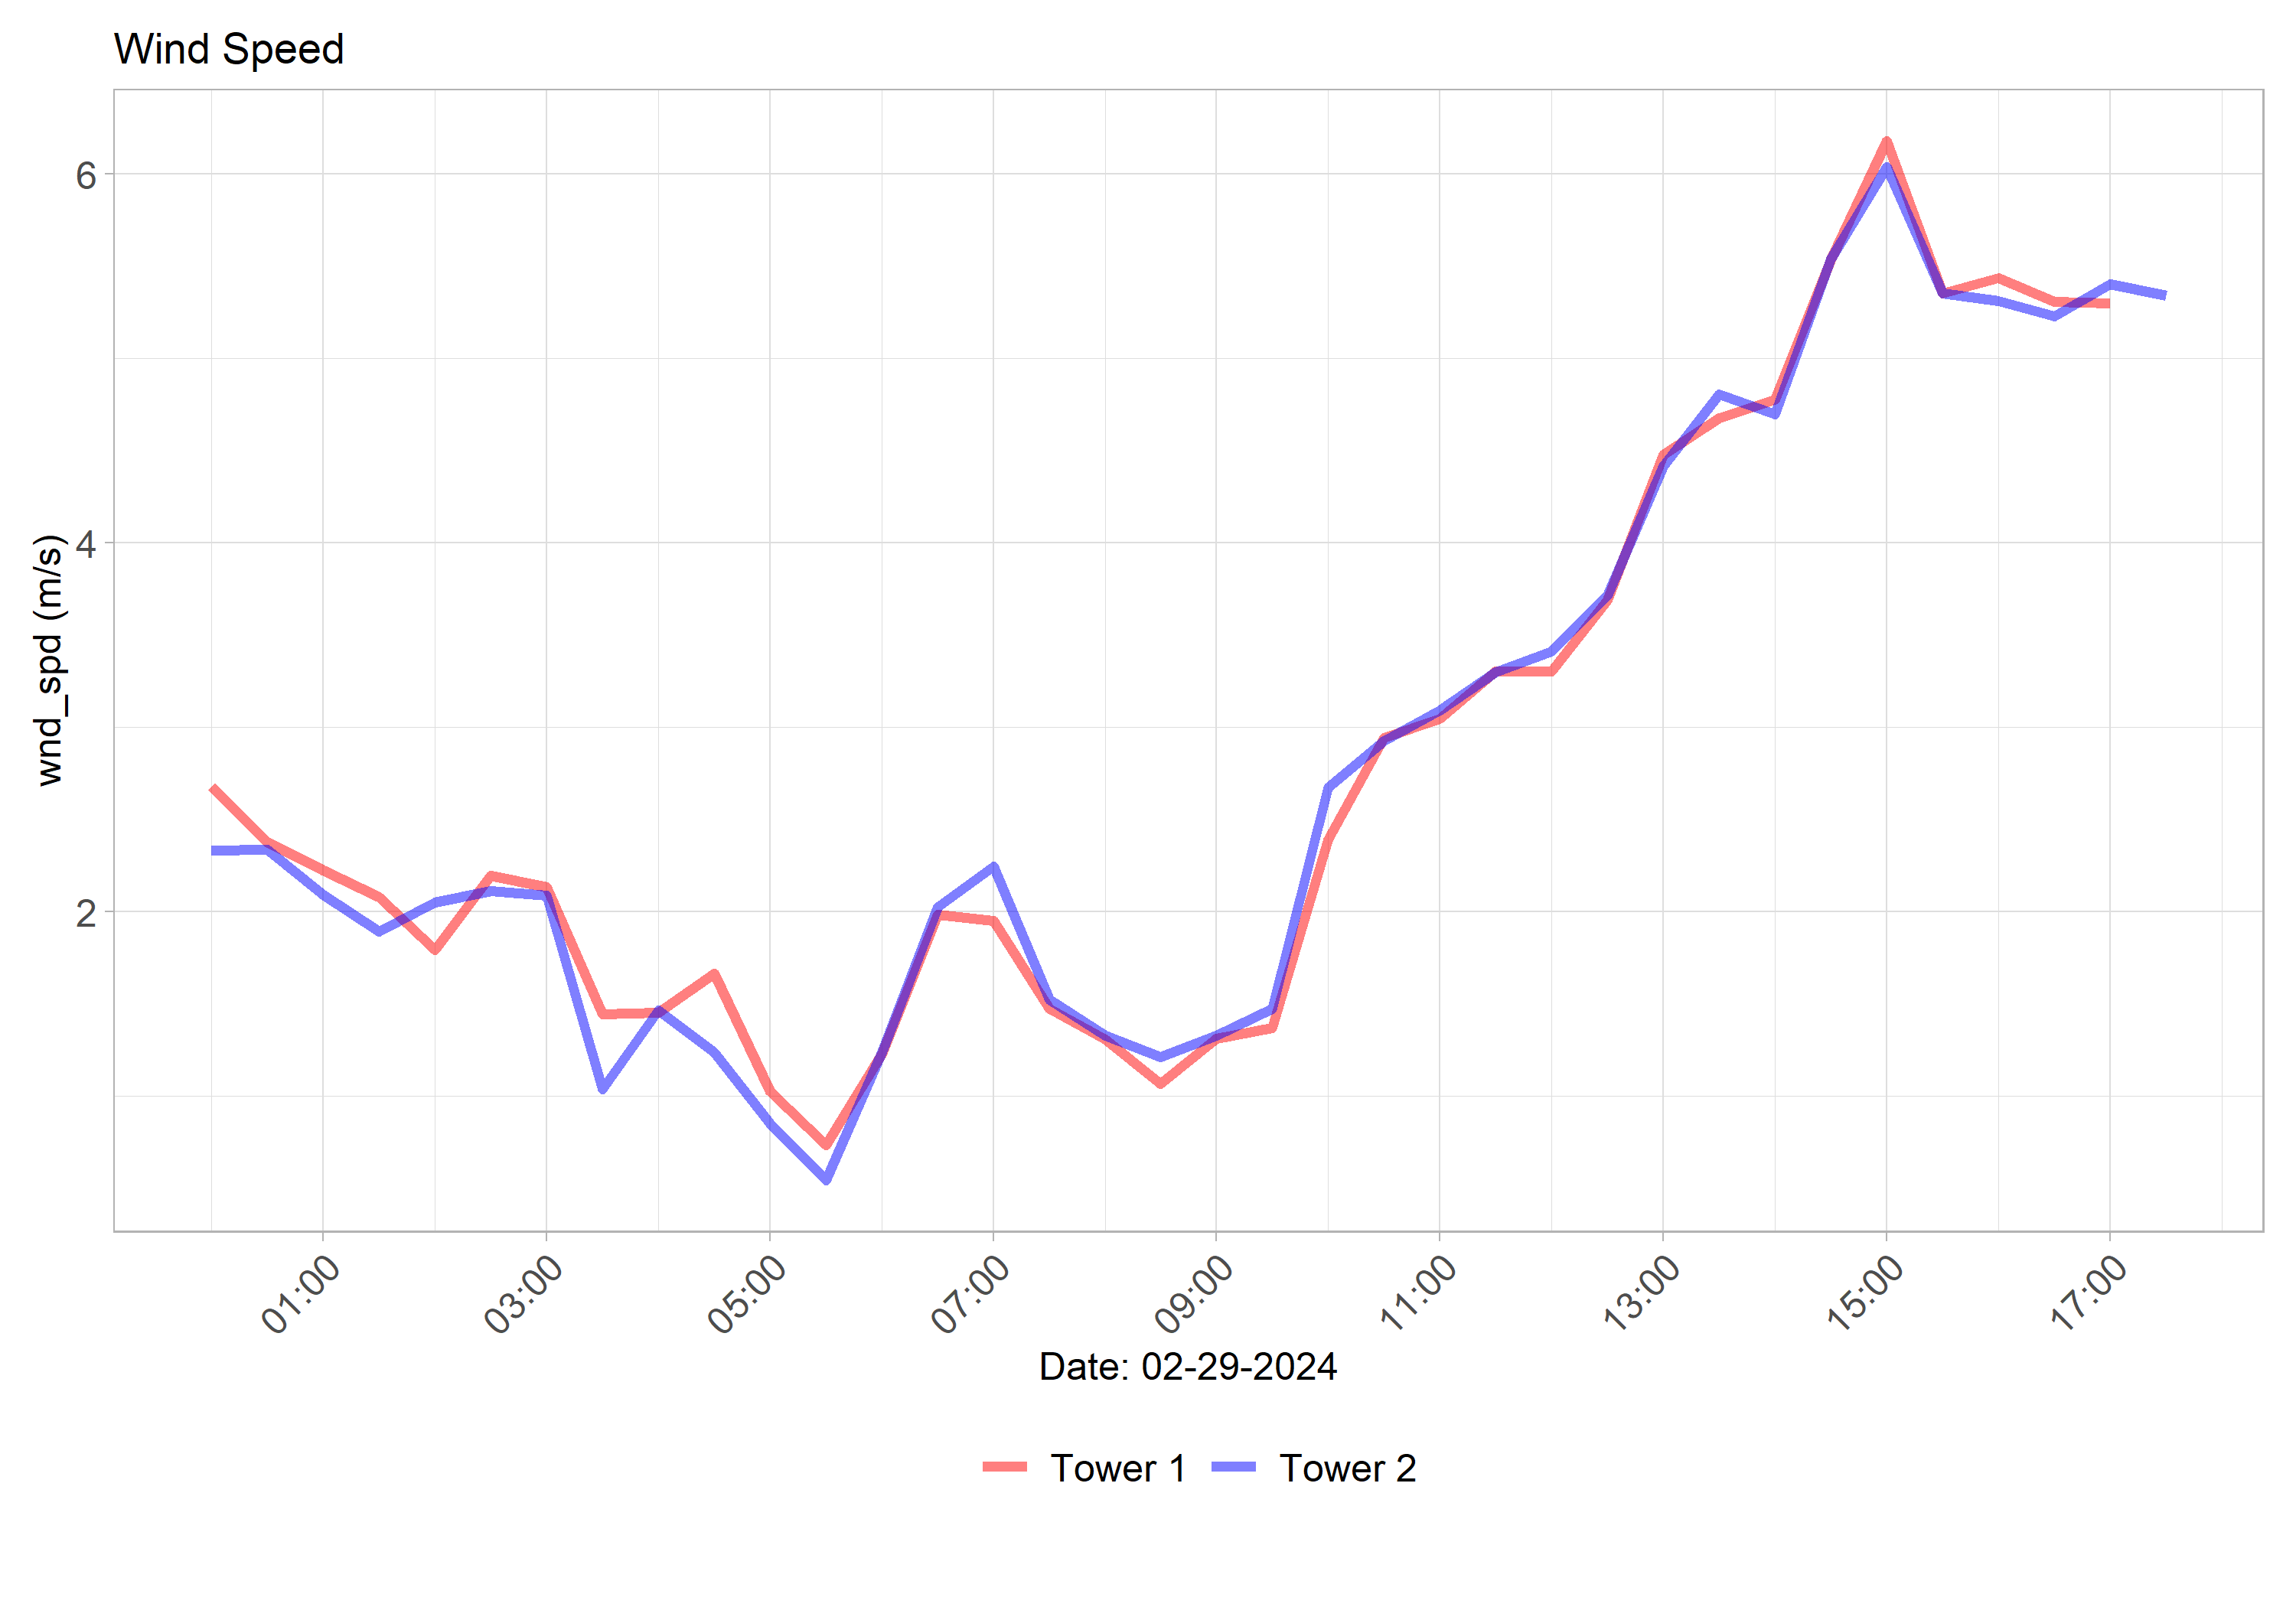 Wind Speed
wnd_spd (m/s)
6
4
2
01:00 03:00 05:00 07:00 09:00 11:00 13:00 15:00 17:00
Date: 02-29-2024
Tower 1 Tower 2